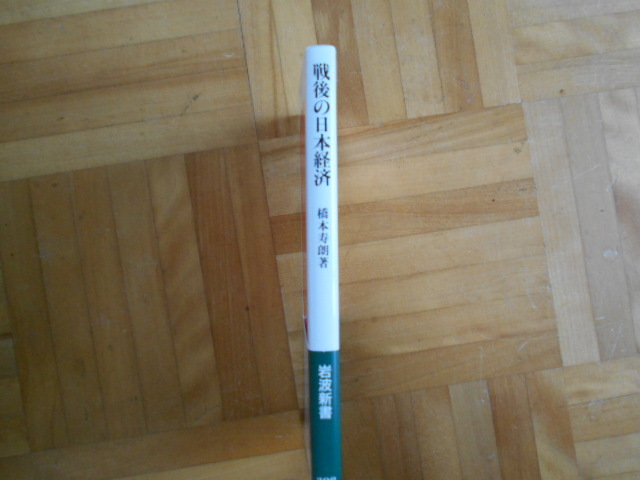 戦後の日本経済
橋本寿朗著
岩波新書